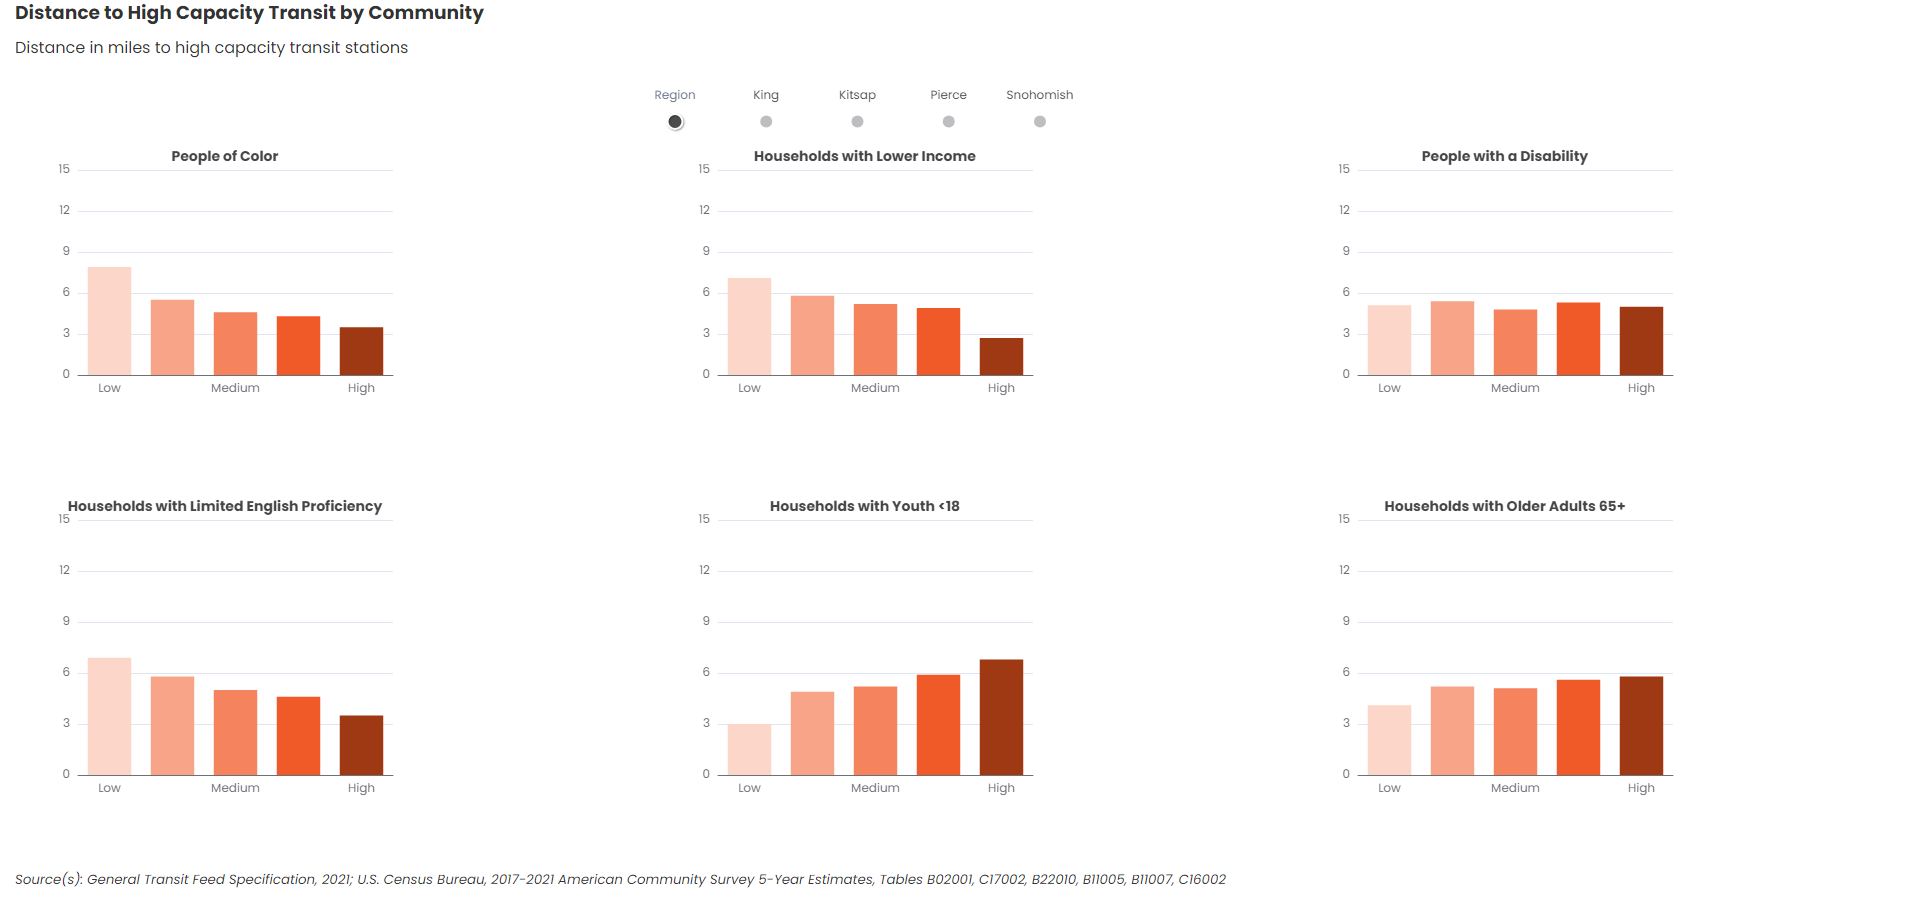 Distance to High Capacity Transit by Community
Distance in miles to high capacity transit stations
Region King Kitsap Pierce Snohomish
People of Color
15
12
9
6
3
0
Low Medium High
Households with Lower Income
15
12
9
6
3
0
Low Medium High
People with a Disability
15
12
9
6
3
0
Low Medium High
Households with Limited English Proficiency
15
12
9
6
3
0
Low Medium High
Households with Youth <18
15
12
9
6
3
0
Low Medium High
Households with Older Adults 65+
15
12
9
6
3
0
Low Medium High
Source(s): General Transit Feed Specification, 2021; U.S. Census Bureau, 2017-2021 American Community Survey 5-Year Estimates, Tables B02001, C17002, B22010, B11005, B11007, C16002